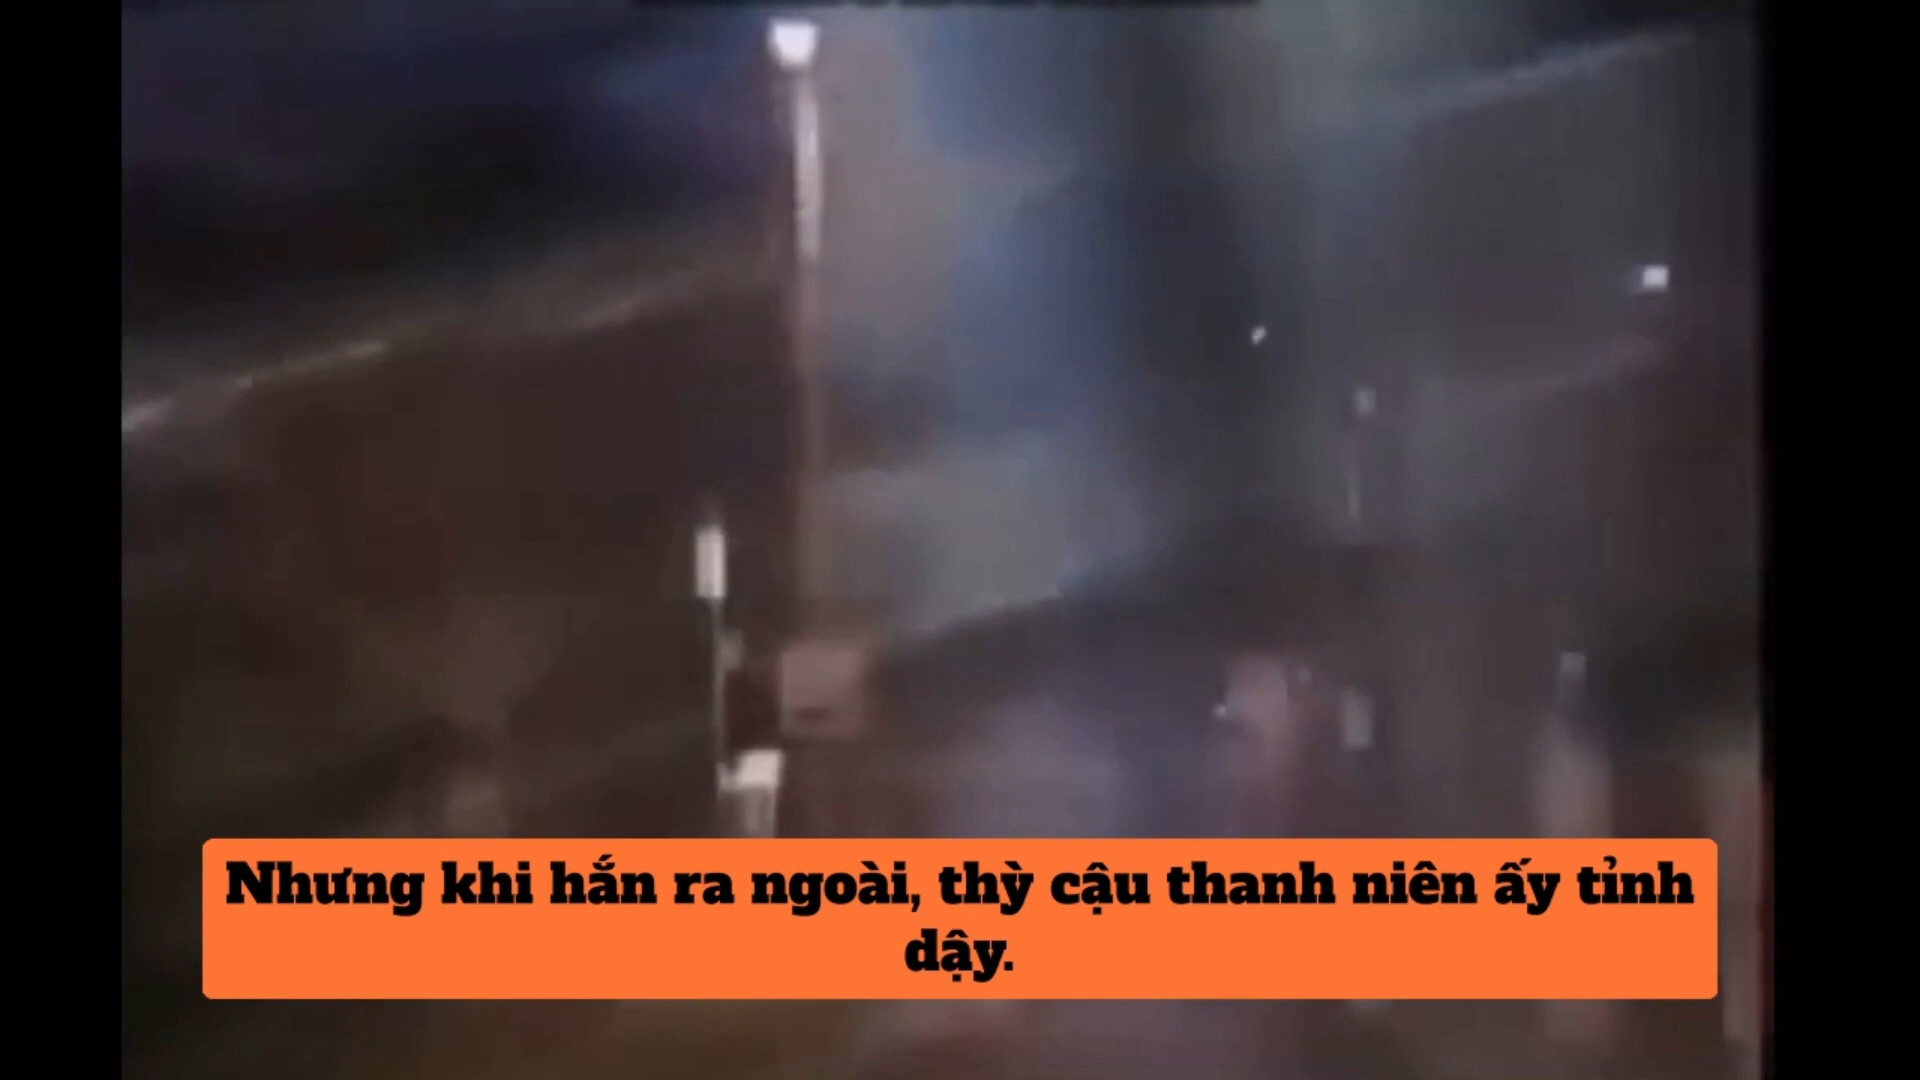 Nhưng khi hắn ra ngoài, thỳ cậu thanh niên ấy tỉnh
dậy.